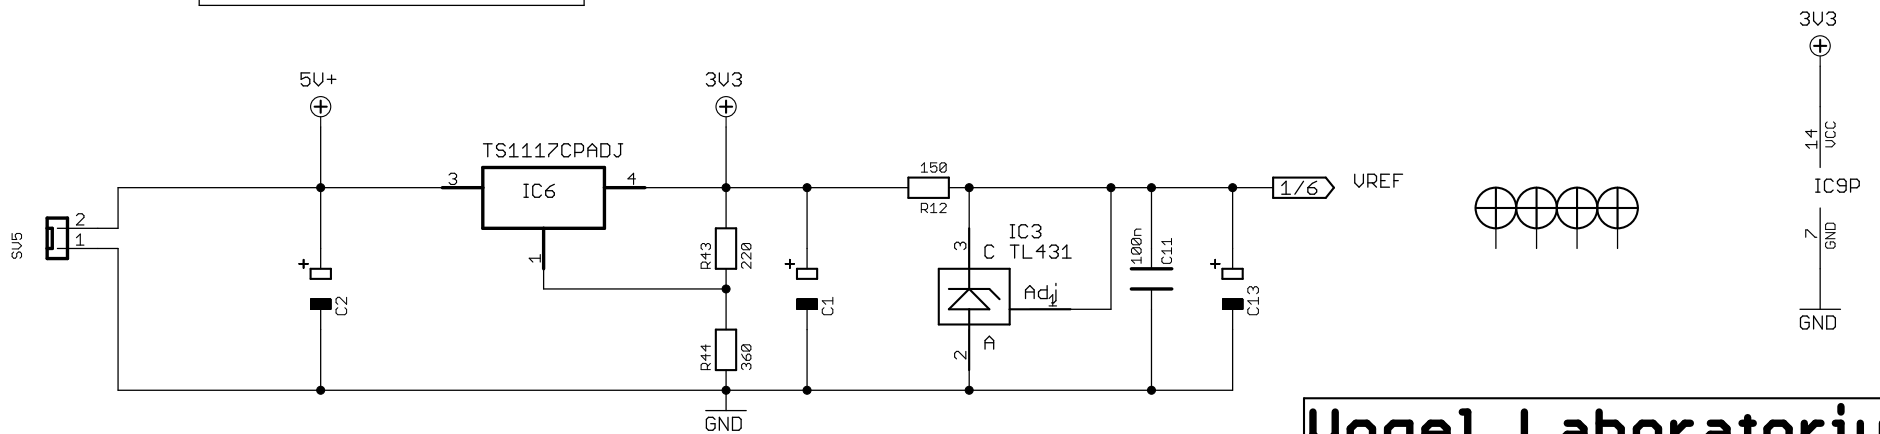 3V3
5V+
3V3
14
VCC
TS1117CPADJ
3
IC6
4
150
1/6
VREF
IC9P
R12
SV5
2
1
IC3
TL431
C
3
R43
220
1
100n
C11
7
GND
+
+
+
Adj
1
C2
C1
C13
GND
A
2
R44
360
GND
Vogel Laboratoriu